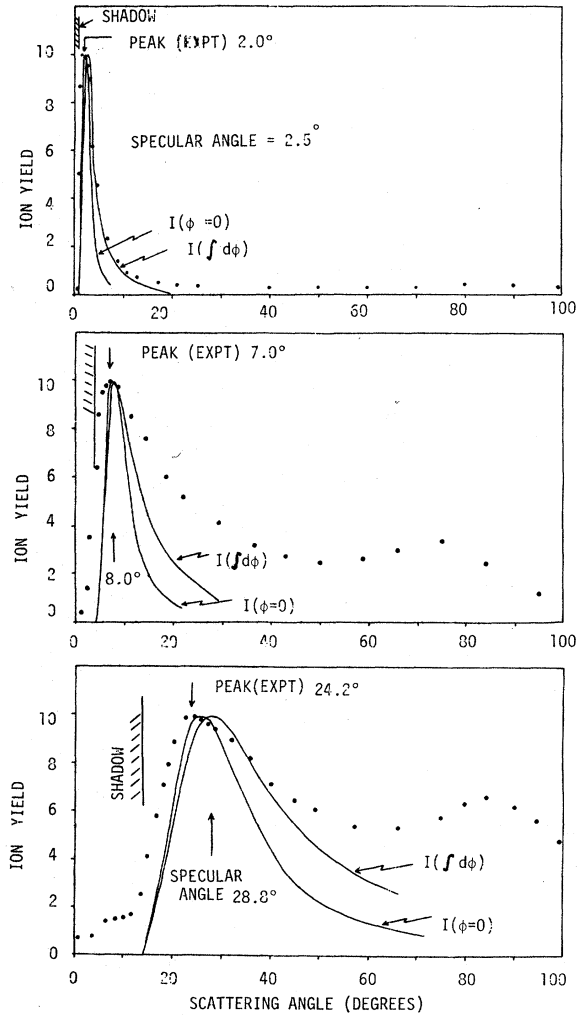 SHADOW
PEAK (EXPT) 2.0°
10
8
6
4
2
0
SPECULAR ANGLE = 2.5°
I(ϕ =0)
I(∫ dϕ)
ION YIELD
0 20 40 60 80 100
PEAK (EXPT) 7.0°
10
8
6
4
2
0
ION YIELD
8.0°
I(∫dϕ)
I(ϕ=0)
0 20 40 60 80 100
PEAK(EXPT) 24.2°
10
8
6
4
2
0
SHADOW
ION YIELD
SPECULAR
ANGLE 28.8°
I(∫ dϕ)
I(ϕ=0)
0 20 40 60 80 100
SCATTERING ANGLE (DEGREES)